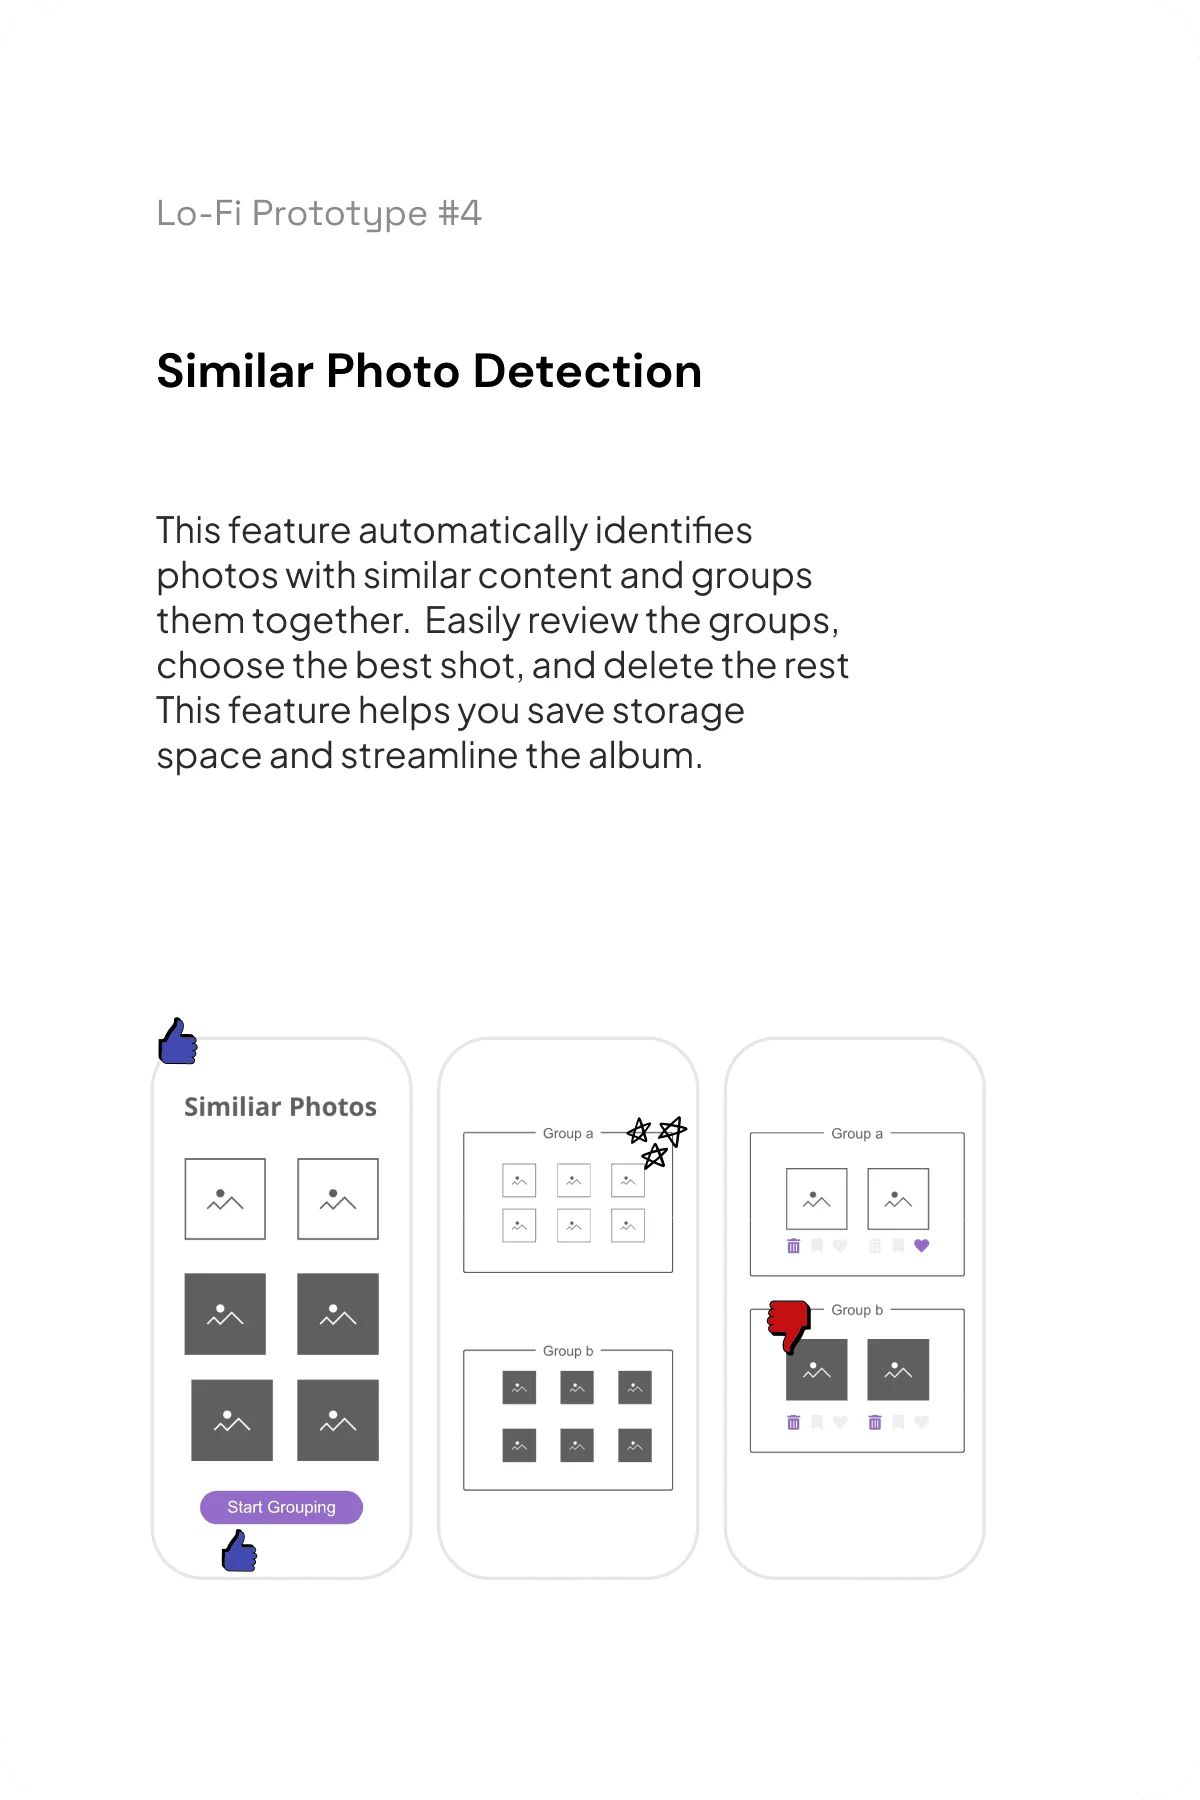 Lo-Fi Prototype #4
Similar Photo Detection
This feature automatically identifies
photos with similar content and groups
them together.  Easily review the groups,
choose the best shot, and delete the rest
This feature helps you save storage
space and streamline the album.
Similiar Photos
Start Grouping
Group a
Group b
Group a
Group b